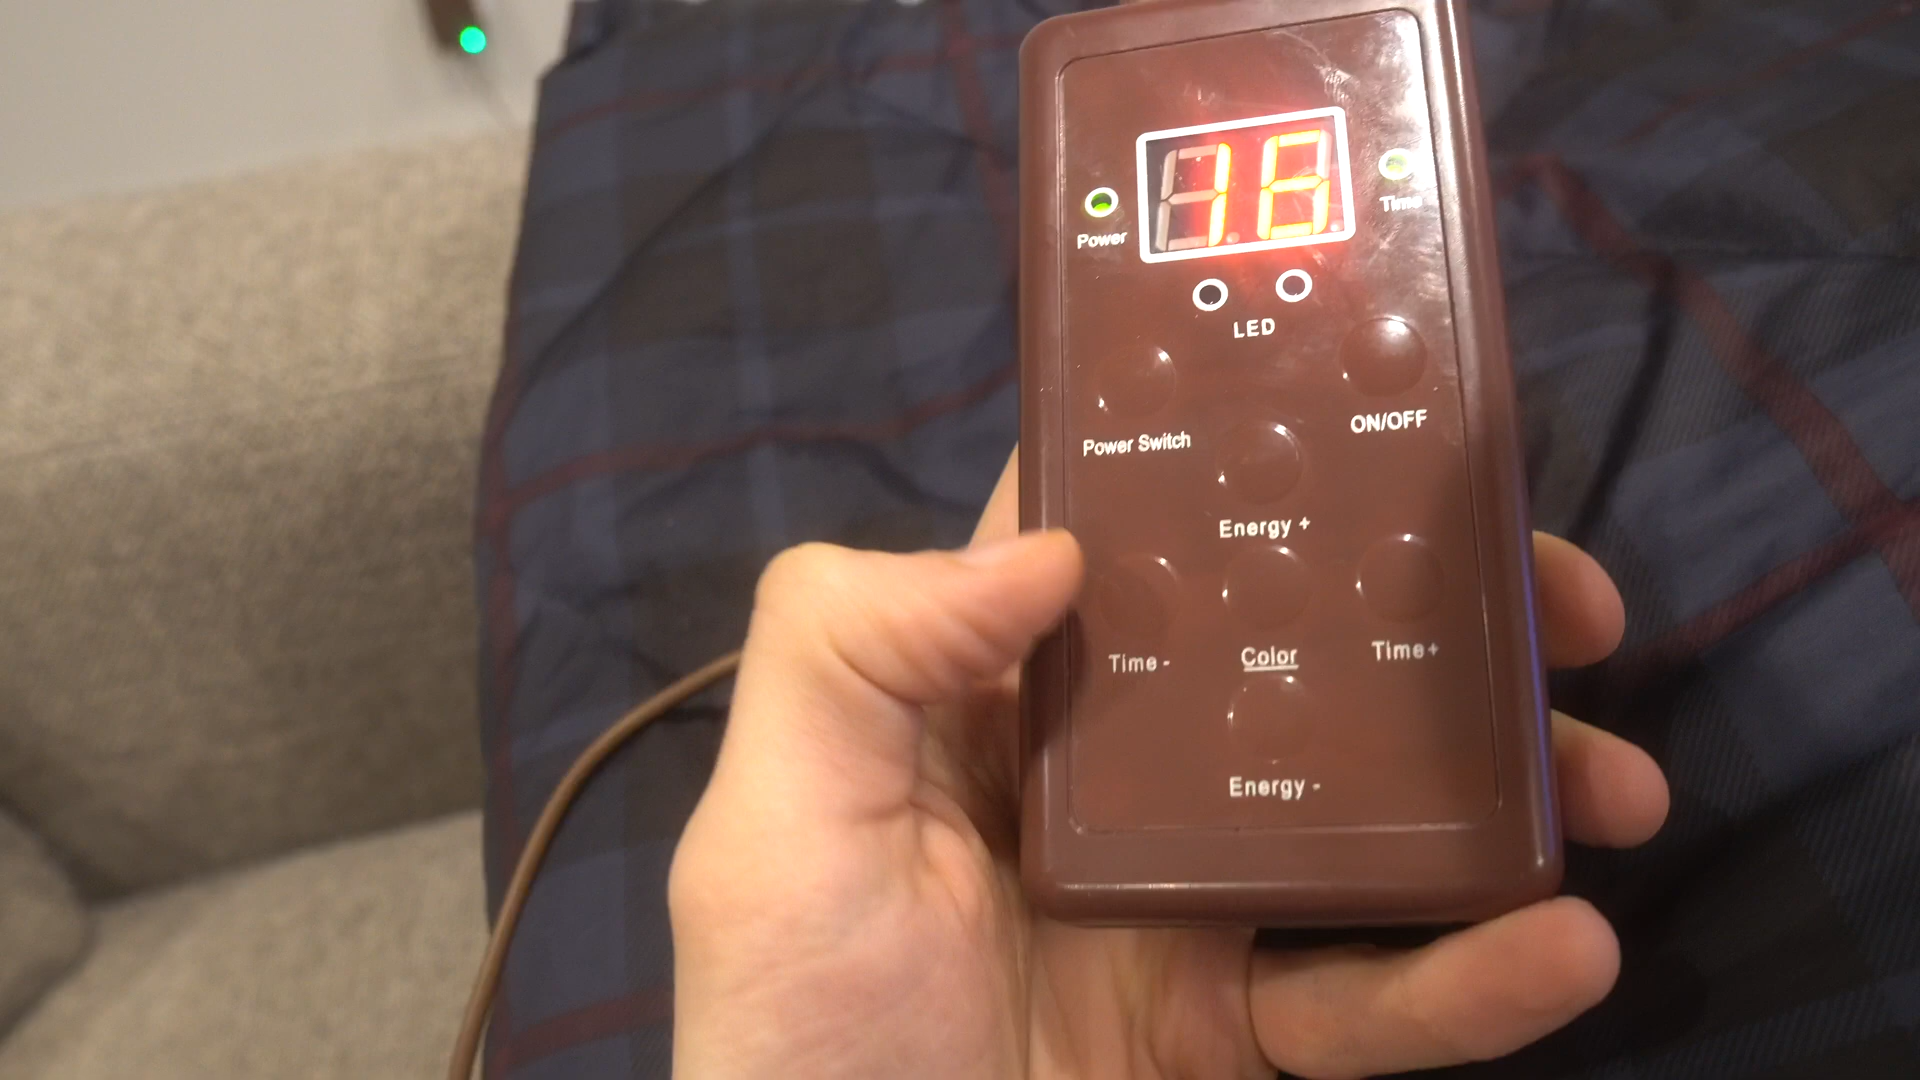 Power
Time
LED
Power Switch
ON/OFF
Energy +
Time -
Color
Time+
Energy -